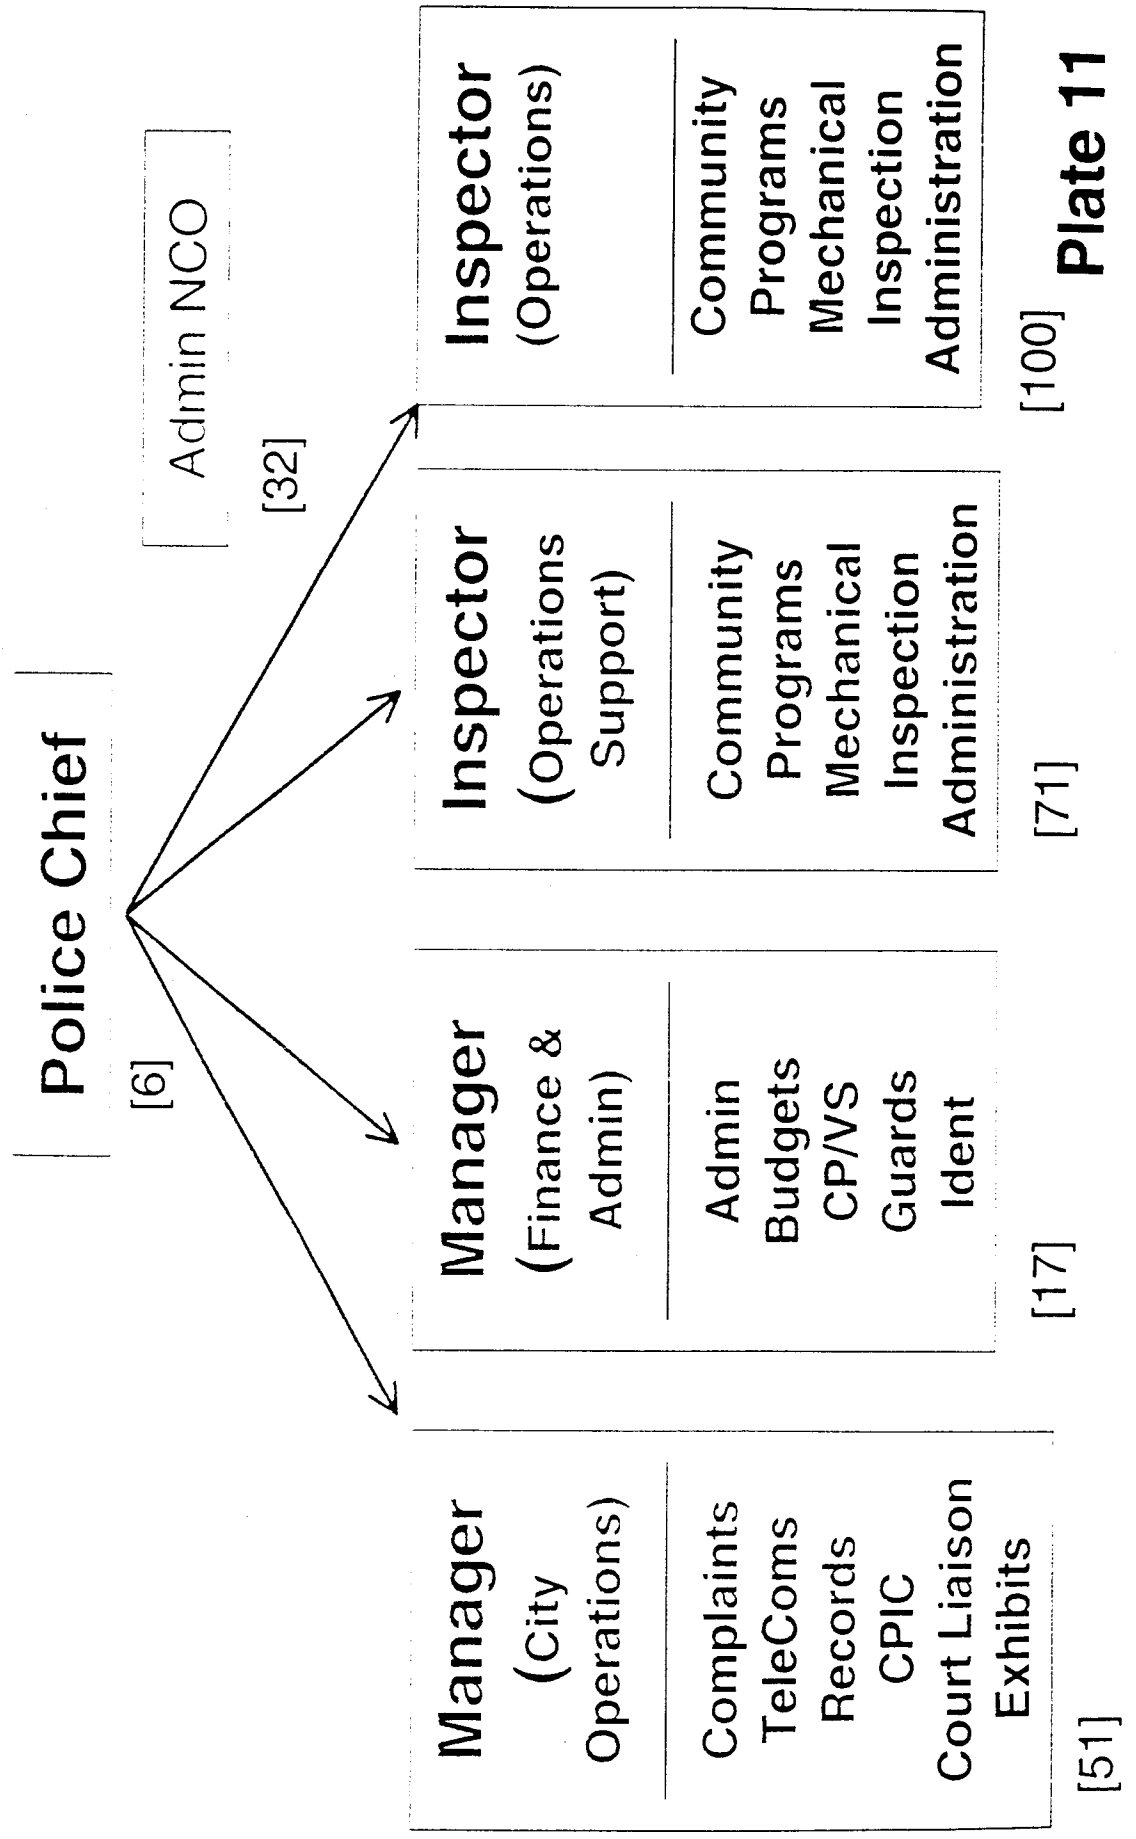 Police Chief
[6]
Admin NCO
[32]
Manager
(City
Operations)
Complaints
TeleComs
Records
CPIC
Court Liaison
Exhibits
[51]
Manager
(Finance &
Admin)
Admin
Budgets
CP/VS
Guards
Ident
[17]
Inspector
(Operations
Support)
Community
Programs
Mechanical
Inspection
Administration
[71]
Inspector
(Operations)
Community
Programs
Mechanical
Inspection
Administration
[100]
Plate 11